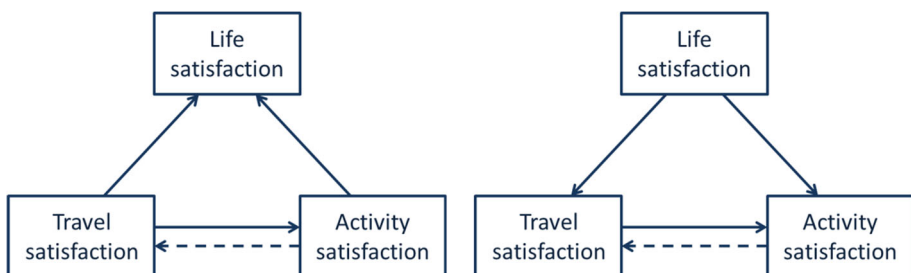 Life
satisfaction
Life
satisfaction
Travel
satisfaction
Activity
satisfaction
Travel
satisfaction
Activity
satisfaction